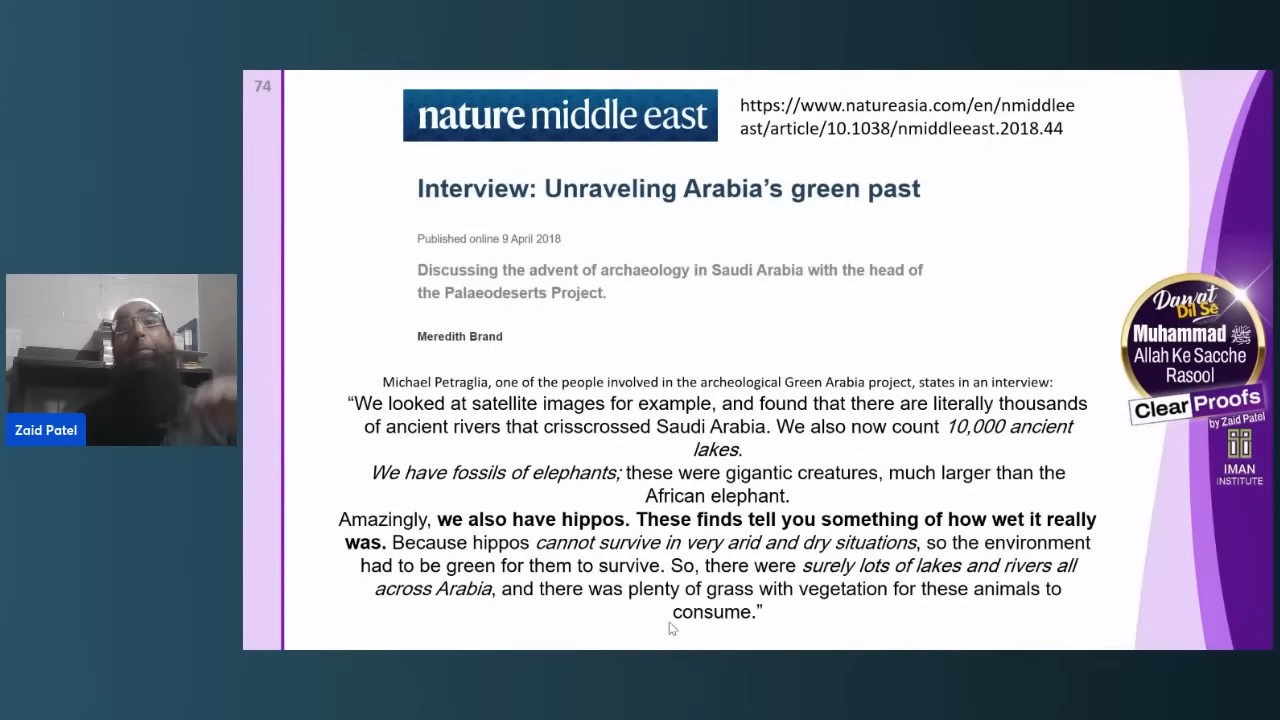 74
nature middle east
https://www.natureasia.com/en/nmiddlee
ast/article/10.1038/nmiddleeast.2018.44
Interview: Unraveling Arabia's green past
Published online 9 April 2018
Discussing the advent of archaeology in Saudi Arabia with the head of
the Palaeodeserts Project.
Meredith Brand
Michael Petraglia, one of the people involved in the archeological Green Arabia project, states in an interview:
“We looked at satellite images for example, and found that there are literally thousands
of ancient rivers that crisscrossed Saudi Arabia. We also now count 10,000 ancient
lakes.
We have fossils of elephants; these were gigantic creatures, much larger than the
African elephant.
Amazingly, we also have hippos. These finds tell you something of how wet it really
was. Because hippos cannot survive in very arid and dry situations, so the environment
had to be green for them to survive. So, there were surely lots of lakes and rivers all
across Arabia, and there was plenty of grass with vegetation for these animals to
consume.”
Zaid Patel
Dawat
Dil Se
Muhammad ﷺ
Allah Ke Sacche
Rasool
Clear Proofs
by Zaid Patel
IMAN
INSTITUTE